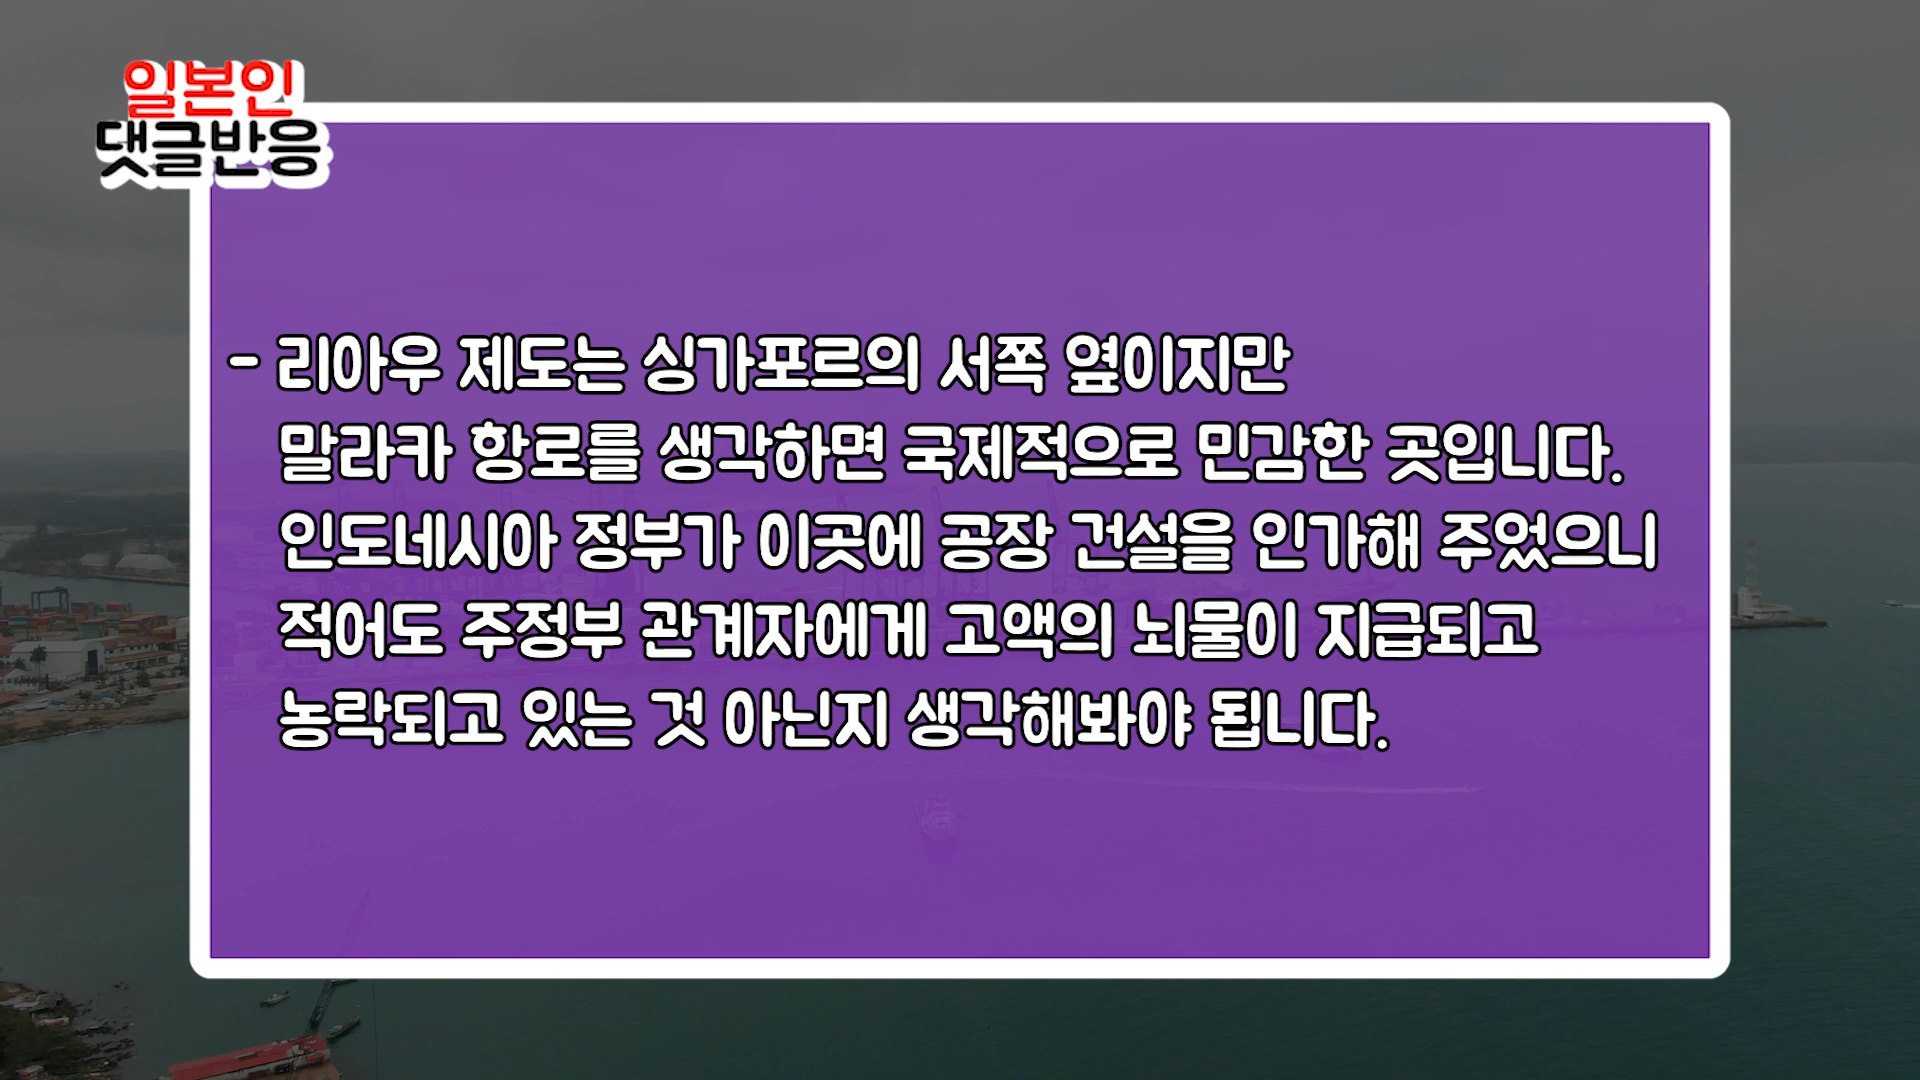 일본인
댓글반응
- 리아우 제도는 싱가포르의 서쪽 옆이지만
말라카 항로를 생각하면 국제적으로 민감한 곳입니다.
인도네시아 정부가 이곳에 공장 건설을 인가해 주었으니
적어도 주정부 관계자에게 고액의 뇌물이 지급되고
농락되고 있는 것 아닌지 생각해봐야 됩니다.